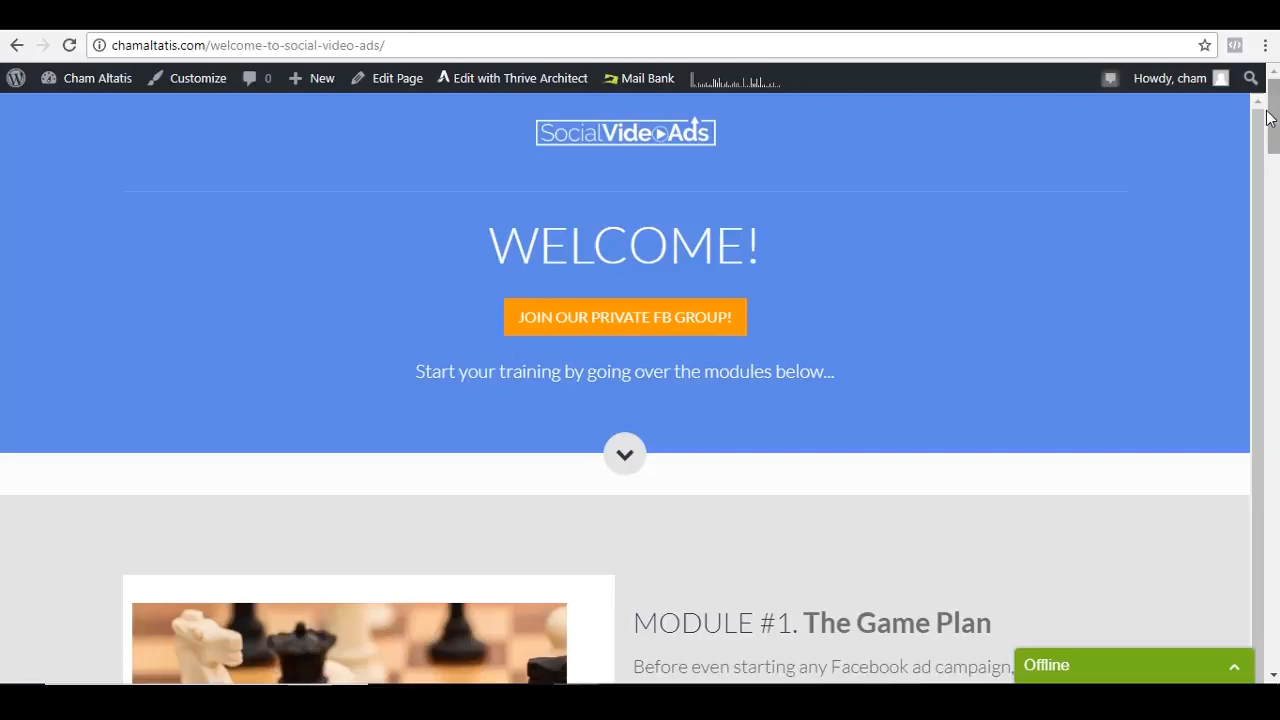 chamaltatis.com/welcome-to-social-video-ads/
Cham Altatis Customize 0 New Edit Page Edit with Thrive Architect Mail Bank Howdy, cham
SocialVideoAds
WELCOME!
JOIN OUR PRIVATE FB GROUP!
Start your training by going over the modules below...
MODULE #1. The Game Plan
Before even starting any Facebook ad campaign,
Offline